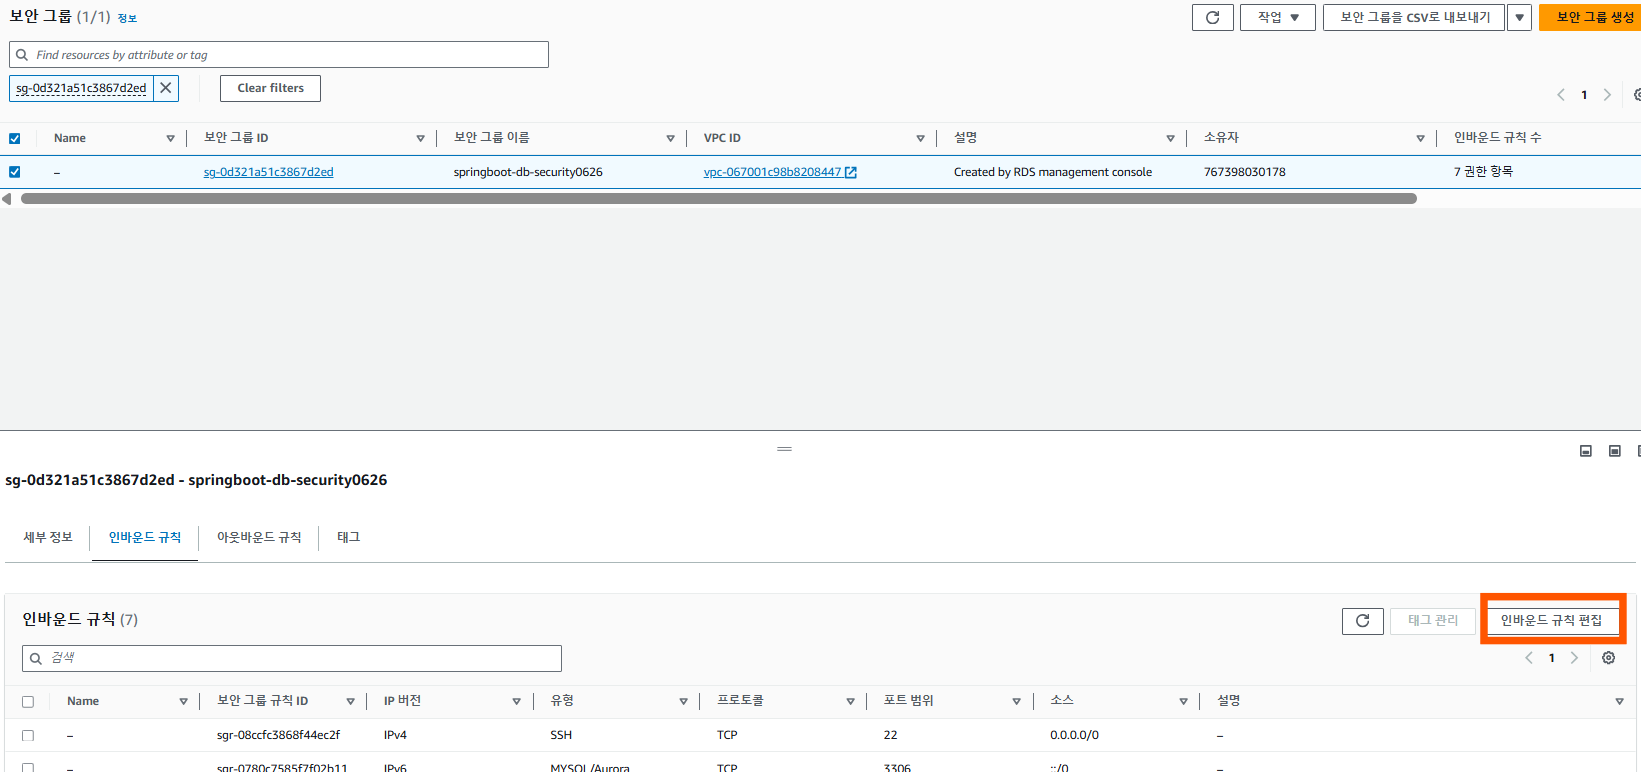 보안 그룹 (1/1) 정보
작업
보안 그룹을 CSV로 내보내기
보안 그룹 생성
Find resources by attribute or tag
sg-0d321a51c3867d2ed
Clear filters
1
Name 보안 그룹 ID 보안 그룹 이름 VPC ID 설명 소유자 인바운드 규칙 수
– sg-0d321a51c3867d2ed springboot-db-security0626 vpc-067001c98b8208447 Created by RDS management console 767398030178 7 권한 항목
sg-0d321a51c3867d2ed - springboot-db-security0626
세부 정보 인바운드 규칙 아웃바운드 규칙 태그
인바운드 규칙 (7)
태그 관리
인바운드 규칙 편집
검색
1
Name 보안 그룹 규칙 ID IP 버전 유형 프로토콜 포트 범위 소스 설명
– sgr-08ccfc3868f44ec2f IPv4 SSH TCP 22 0.0.0.0/0 –
– sgr-0780c7585f7f02b11 IPv6 MYSQL/Aurora TCP 3306 ::/0 –